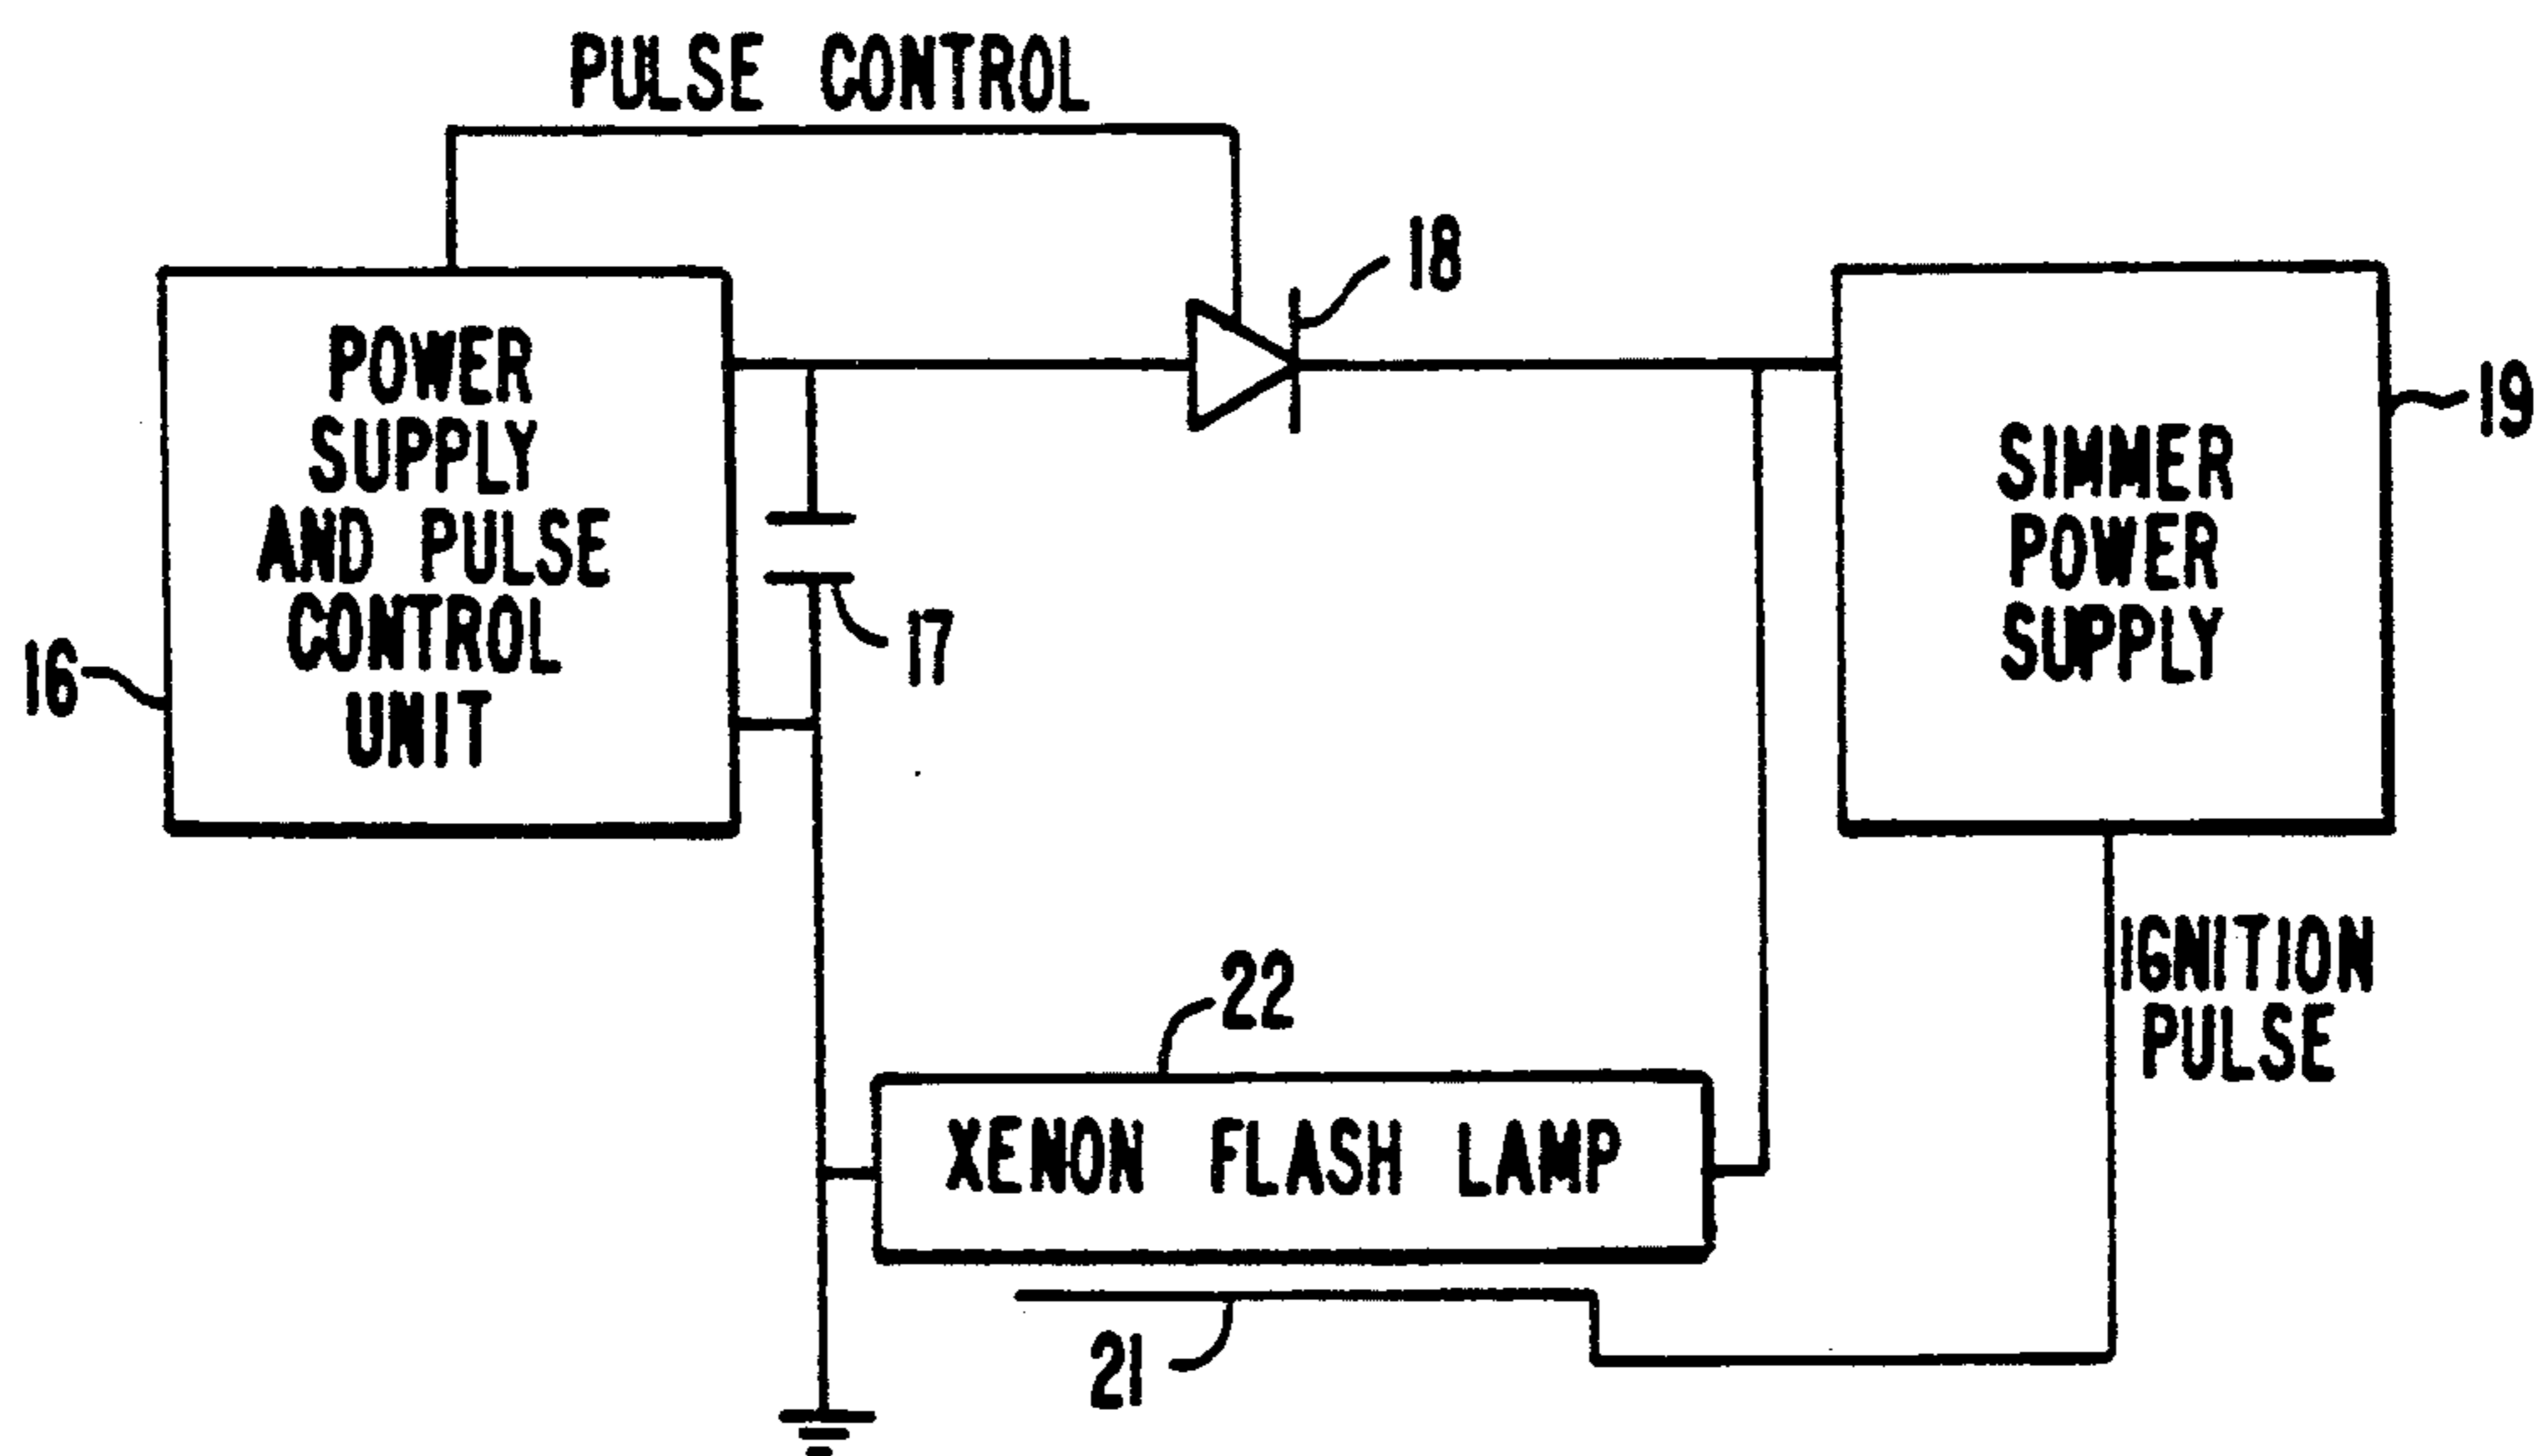 PULSE CONTROL
18
POWER
SUPPLY
AND PULSE
CONTROL
UNIT
16
17
SIMMER
POWER
SUPPLY
19
IGNITION
PULSE
22
XENON FLASH LAMP
21